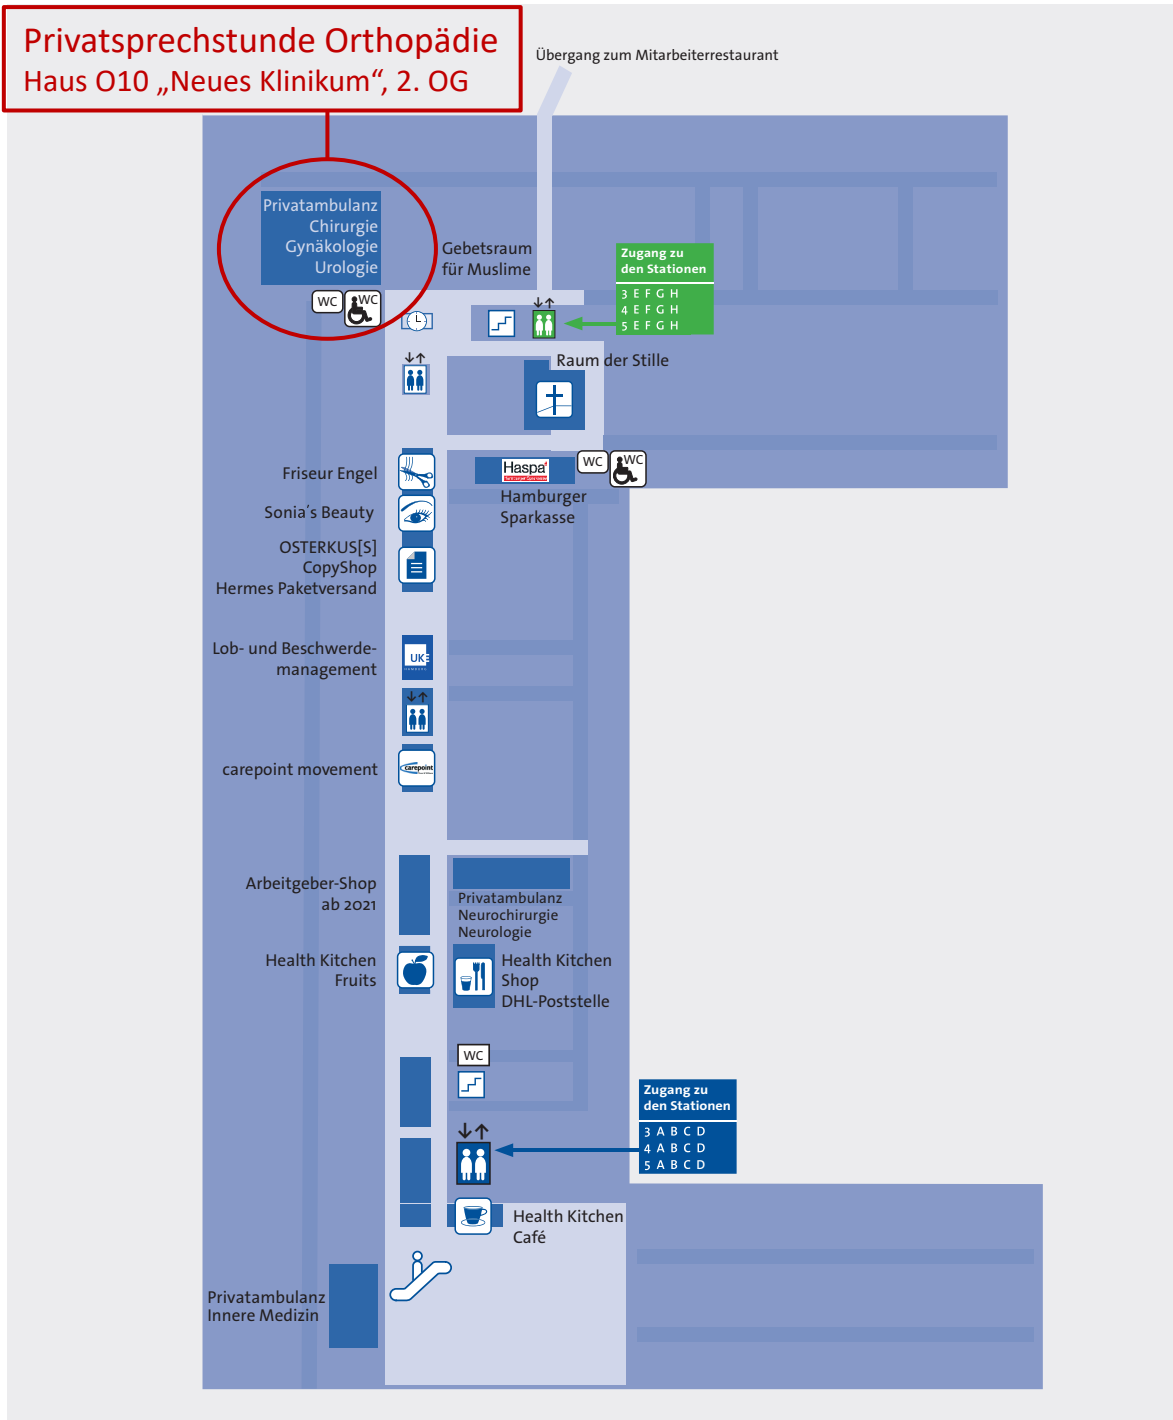 Privatsprechstunde Orthopädie
Haus O10 „Neues Klinikum“, 2. OG
Übergang zum Mitarbeiterrestaurant
Privatambulanz
Chirurgie
Gynäkologie
Urologie
Gebetsraum
für Muslime
Zugang zu
den Stationen
3 E F G H
4 E F G H
5 E F G H
WC
WC
Raum der Stille
Friseur Engel
Haspa
WC
WC
Hamburger
Sparkasse
Sonia´s Beauty
OSTERKUS[S]
CopyShop
Hermes Paketversand
Lob- und Beschwerde-
management
UKE
HAMBURG
carepoint movement
carepoint
Arbeitgeber-Shop
ab 2021
Privatambulanz
Neurochirurgie
Neurologie
Health Kitchen
Fruits
Health Kitchen
Shop
DHL-Poststelle
WC
Zugang zu
den Stationen
3 A B C D
4 A B C D
5 A B C D
Health Kitchen
Café
Privatambulanz
Innere Medizin